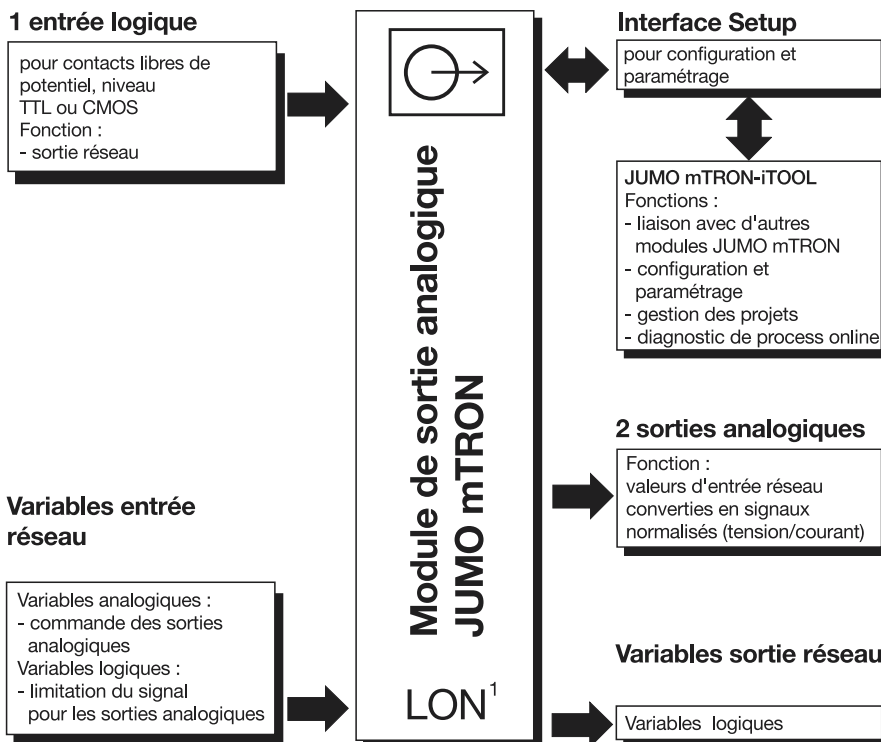 1 entrée logique
pour contacts libres de
potentiel, niveau
TTL ou CMOS
Fonction :
- sortie réseau
Variables entrée
réseau
Variables analogiques :
- commande des sorties
analogiques
Variables logiques :
- limitation du signal
pour les sorties analogiques
Module de sortie analogique
JUMO mTRON
LON¹
Interface Setup
pour configuration et
paramétrage
JUMO mTRON-iTOOL
Fonctions :
- liaison avec d'autres
modules JUMO mTRON
- configuration et
paramétrage
- gestion des projets
- diagnostic de process online
2 sorties analogiques
Fonction :
valeurs d'entrée réseau
converties en signaux
normalisés (tension/courant)
Variables sortie réseau
Variables logiques